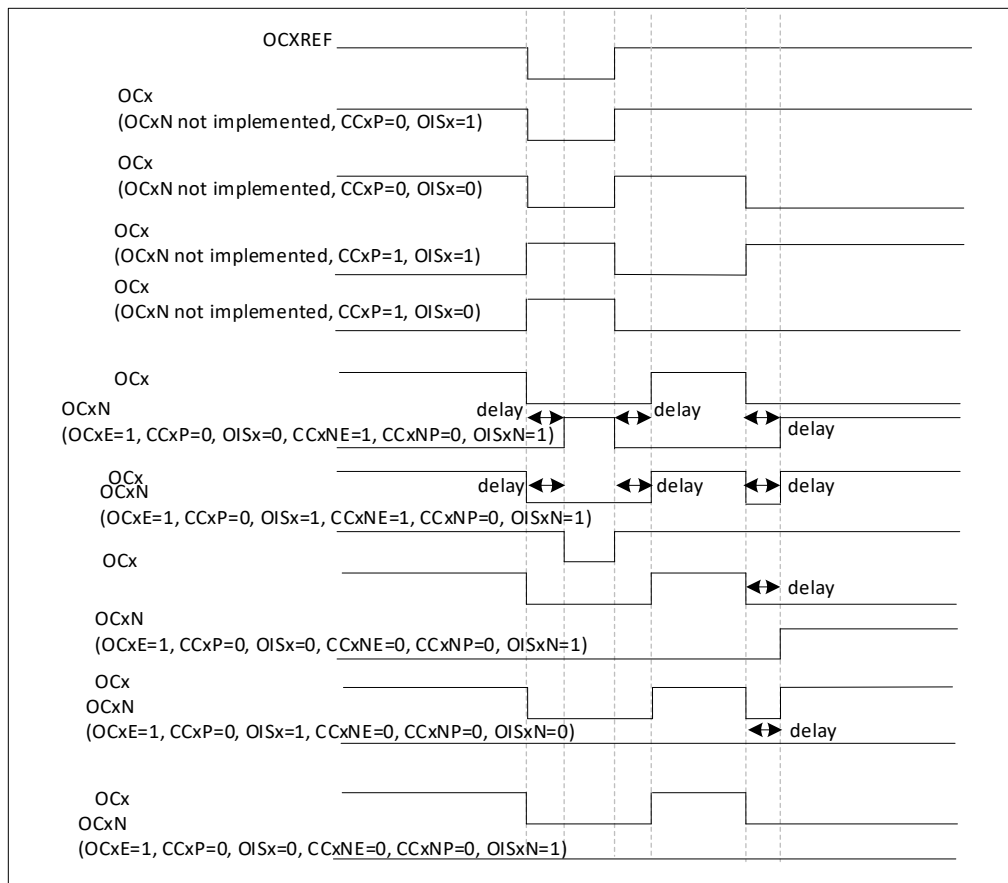 OCXREF
OCx
(OCxN not implemented, CCxP=0, OISx=1)
OCx
(OCxN not implemented, CCxP=0, OISx=0)
OCx
(OCxN not implemented, CCxP=1, OISx=1)
OCx
(OCxN not implemented, CCxP=1, OISx=0)
OCx
OCxN
delay
delay
delay
(OCxE=1, CCxP=0, OISx=0, CCxNE=1, CCxNP=0, OISxN=1)
OCx
delay
delay
delay
OCxN
(OCxE=1, CCxP=0, OISx=1, CCxNE=1, CCxNP=0, OISxN=1)
OCx
delay
OCxN
(OCxE=1, CCxP=0, OISx=0, CCxNE=0, CCxNP=0, OISxN=1)
OCx
OCxN
(OCxE=1, CCxP=0, OISx=1, CCxNE=0, CCxNP=0, OISxN=0)
delay
OCx
OCxN
(OCxE=1, CCxP=0, OISx=0, CCxNE=0, CCxNP=0, OISxN=1)